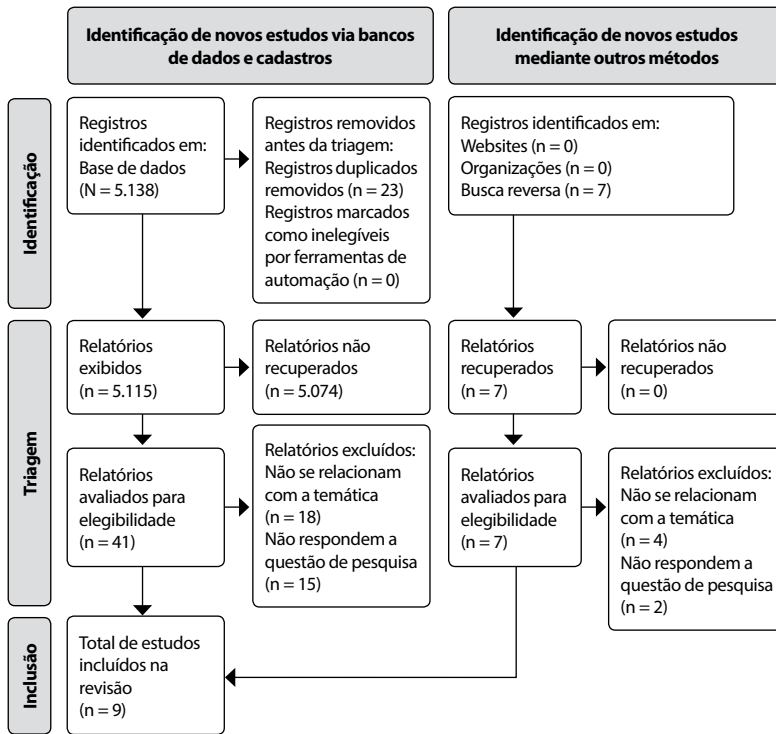 Identificação de novos estudos via bancos
de dados e cadastros
Identificação de novos estudos
mediante outros métodos
Identificação
Registros
identificados em:
Base de dados
(N = 5.138)
Registros removidos
antes da triagem:
Registros duplicados
removidos (n = 23)
Registros marcados
como inelegíveis
por ferramentas de
automação (n = 0)
Registros identificados em:
Websites (n = 0)
Organizações (n = 0)
Busca reversa (n = 7)
Triagem
Relatórios
exibidos
(n = 5.115)
Relatórios não
recuperados
(n = 5.074)
Relatórios
recuperados
(n = 7)
Relatórios não
recuperados
(n = 0)
Relatórios
avaliados para
elegibilidade
(n = 41)
Relatórios excluídos:
Não se relacionam
com a temática
(n = 18)
Não respondem a
questão de pesquisa
(n = 15)
Relatórios
avaliados para
elegibilidade
(n = 7)
Relatórios excluídos:
Não se relacionam
com a temática
(n = 4)
Não respondem a
questão de pesquisa
(n = 2)
Inclusão
Total de estudos
incluídos na
revisão
(n = 9)